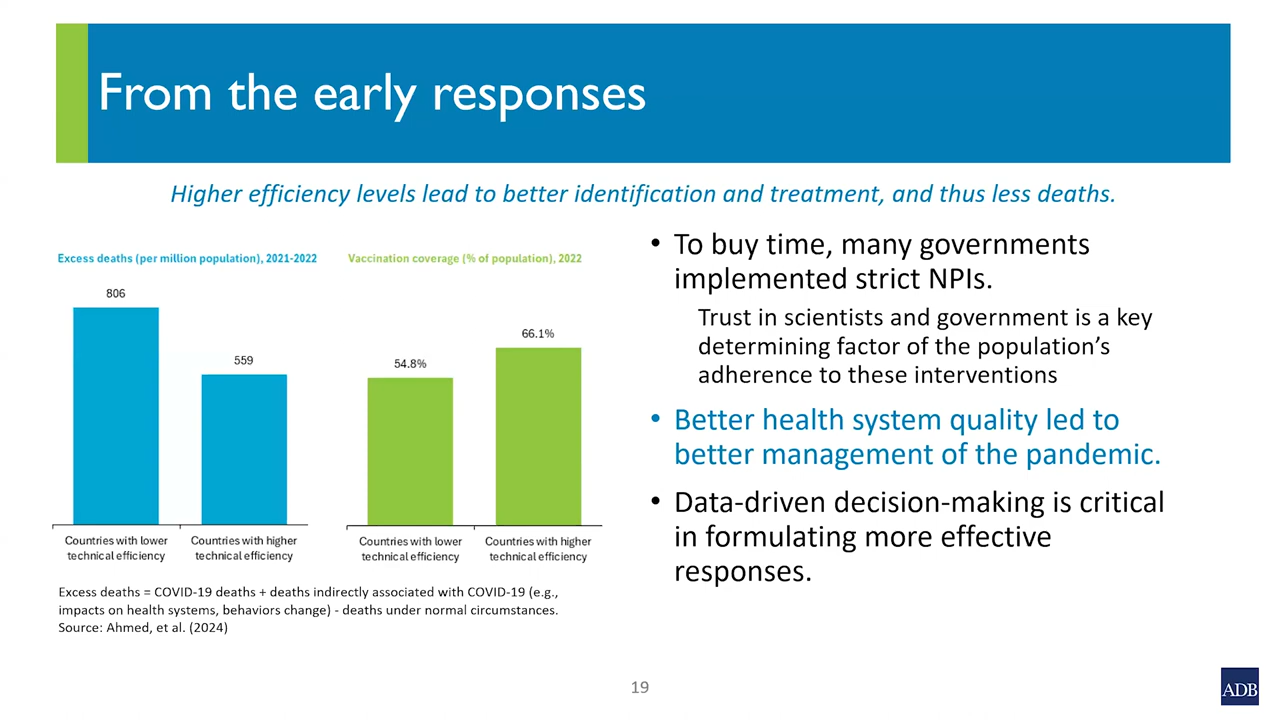 From the early responses
Higher efficiency levels lead to better identification and treatment, and thus less deaths.
Excess deaths (per million population), 2021-2022
806
559
Countries with lower
technical efficiency
Countries with higher
technical efficiency
Vaccination coverage (% of population), 2022
54.8%
66.1%
Countries with lower
technical efficiency
Countries with higher
technical efficiency
Excess deaths = COVID-19 deaths + deaths indirectly associated with COVID-19 (e.g.,
impacts on health systems, behaviors change) - deaths under normal circumstances.
Source: Ahmed, et al. (2024)
• To buy time, many governments
implemented strict NPIs.
Trust in scientists and government is a key
determining factor of the population’s
adherence to these interventions
• Better health system quality led to
better management of the pandemic.
• Data-driven decision-making is critical
in formulating more effective
responses.
19
ADB